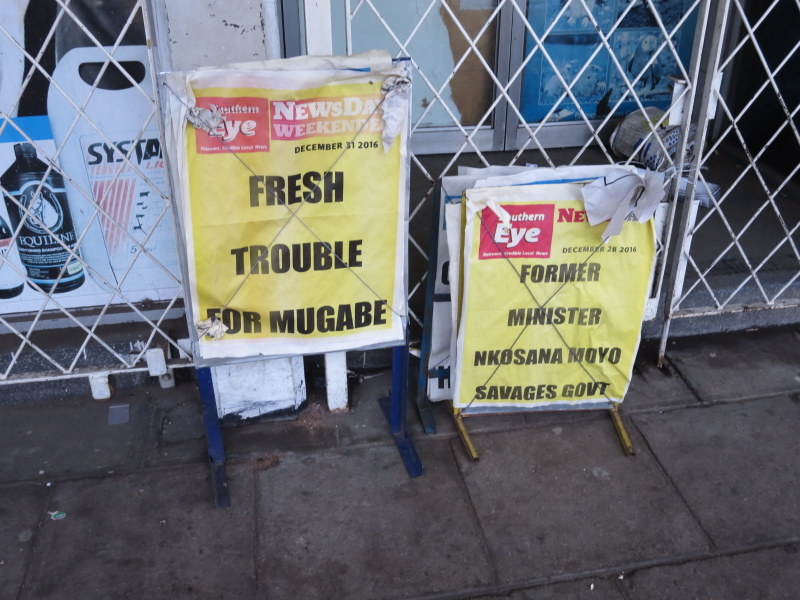 Southern
Eye
NEWSDAY
WEEKENDER
DECEMBER 31 2016
FRESH
TROUBLE
FOR MUGABE
Southern
Eye
DECEMBER 28 2016
FORMER
MINISTER
NKOSANA MOYO
SAVAGES GOVT
EQUITANE